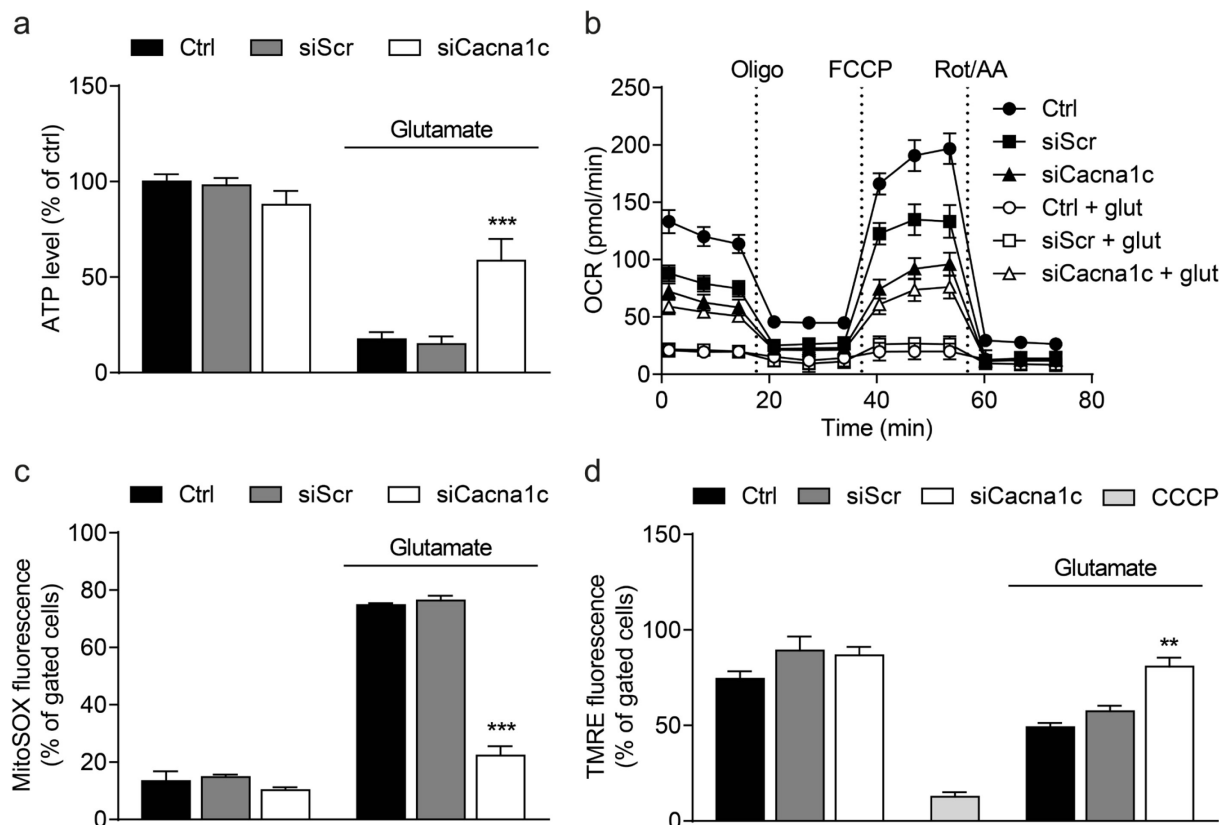 a
Ctrl siScr siCacna1c
ATP level (% of ctrl)
150
100
50
0
Glutamate
***
b
Oligo FCCP Rot/AA
OCR (pmol/min)
250
200
150
100
50
0
0 20 40 60 80
Time (min)
Ctrl
siScr
siCacna1c
Ctrl + glut
siScr + glut
siCacna1c + glut
c
Ctrl siScr siCacna1c
MitoSOX fluorescence
(% of gated cells)
100
80
60
40
20
0
Glutamate
***
d
Ctrl siScr siCacna1c CCCP
TMRE fluorescence
(% of gated cells)
150
100
50
0
Glutamate
**